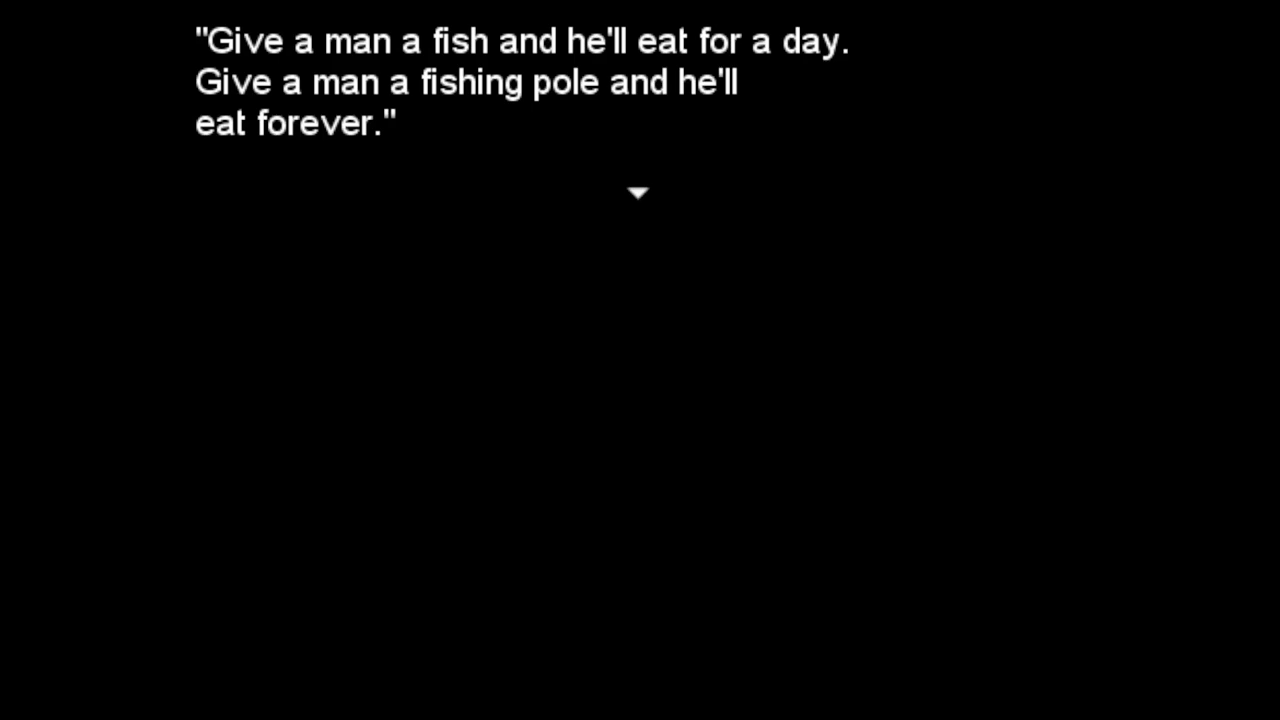 "Give a man a fish and he'll eat for a day.
Give a man a fishing pole and he'll
eat forever."